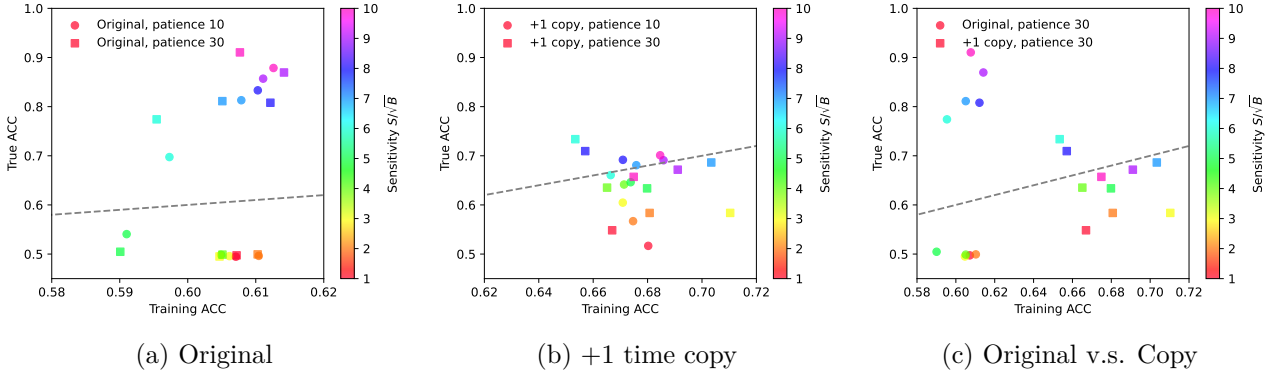 Original, patience 10
Original, patience 30
True ACC
1.0
0.9
0.8
0.7
0.6
0.5
0.58 0.59 0.60 0.61 0.62
Training ACC
10
9
8
7
6
5
4
3
2
1
Sensitivity S/√B
(a) Original
+1 copy, patience 10
+1 copy, patience 30
True ACC
1.0
0.9
0.8
0.7
0.6
0.5
0.62 0.64 0.66 0.68 0.70 0.72
Training ACC
10
9
8
7
6
5
4
3
2
1
Sensitivity S/√B
(b) +1 time copy
Original, patience 30
+1 copy, patience 30
True ACC
1.0
0.9
0.8
0.7
0.6
0.5
0.58 0.60 0.62 0.64 0.66 0.68 0.70 0.72
Training ACC
10
9
8
7
6
5
4
3
2
1
Sensitivity S/√B
(c) Original v.s. Copy